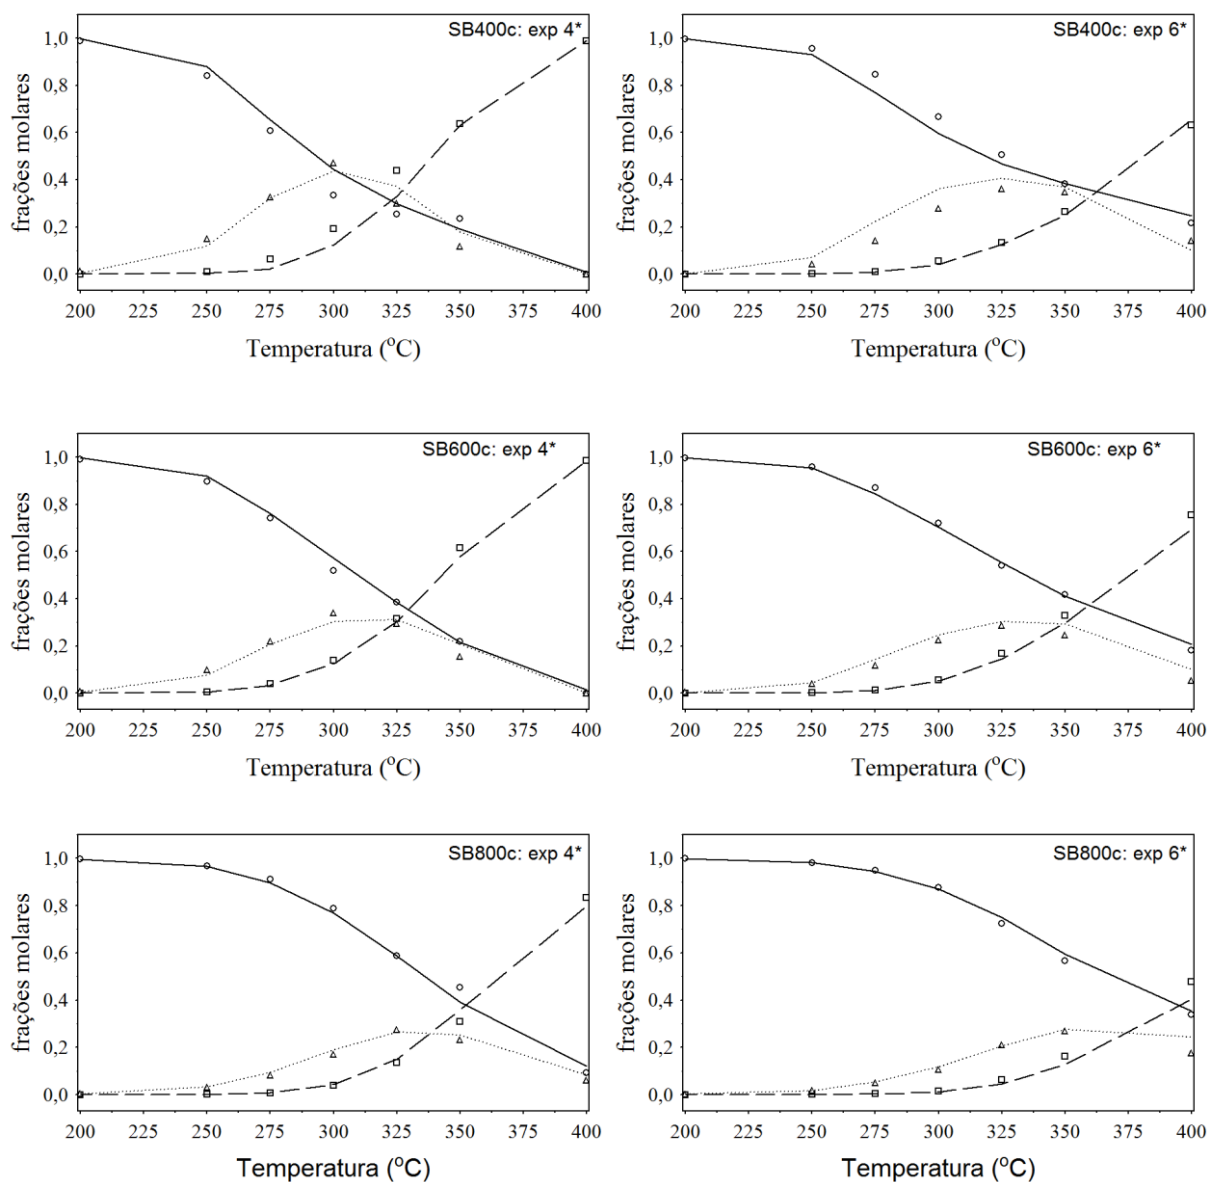 SB400c: exp 4*
frações molares
1,0
0,8
0,6
0,4
0,2
0,0
200 225 250 275 300 325 350 375 400
Temperatura (°C)
SB400c: exp 6*
frações molares
1,0
0,8
0,6
0,4
0,2
0,0
200 225 250 275 300 325 350 375 400
Temperatura (°C)
SB600c: exp 4*
frações molares
1,0
0,8
0,6
0,4
0,2
0,0
200 225 250 275 300 325 350 375 400
Temperatura (°C)
SB600c: exp 6*
frações molares
1,0
0,8
0,6
0,4
0,2
0,0
200 225 250 275 300 325 350 375 400
Temperatura (°C)
SB800c: exp 4*
frações molares
1,0
0,8
0,6
0,4
0,2
0,0
200 225 250 275 300 325 350 375 400
Temperatura (°C)
SB800c: exp 6*
frações molares
1,0
0,8
0,6
0,4
0,2
0,0
200 225 250 275 300 325 350 375 400
Temperatura (°C)